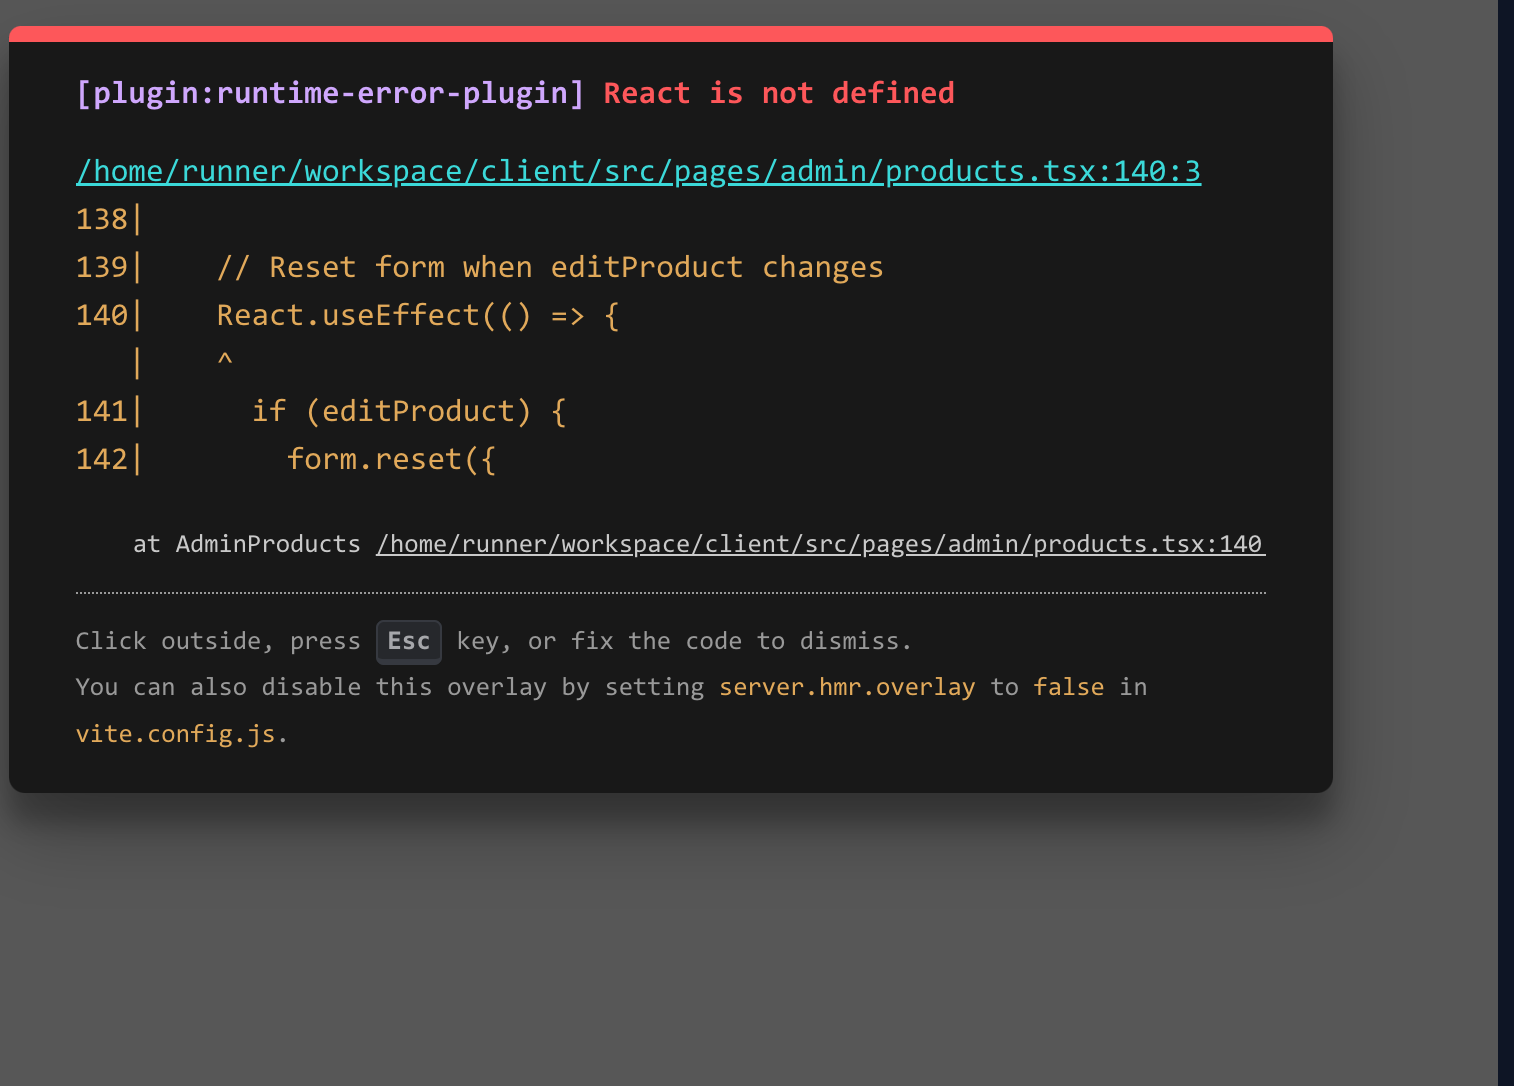 [plugin:runtime-error-plugin] React is not defined
/home/runner/workspace/client/src/pages/admin/products.tsx:140:3
138|
139|    // Reset form when editProduct changes
140|    React.useEffect(() => {
   |    ^
141|      if (editProduct) {
142|        form.reset({
    at AdminProducts /home/runner/workspace/client/src/pages/admin/products.tsx:140
Click outside, press Esc key, or fix the code to dismiss.
You can also disable this overlay by setting server.hmr.overlay to false in
vite.config.js.